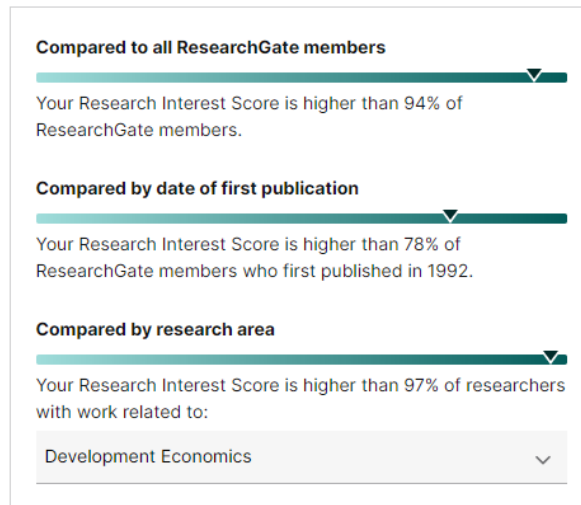 Compared to all ResearchGate members
Your Research Interest Score is higher than 94% of
ResearchGate members.
Compared by date of first publication
Your Research Interest Score is higher than 78% of
ResearchGate members who first published in 1992.
Compared by research area
Your Research Interest Score is higher than 97% of researchers
with work related to:
Development Economics